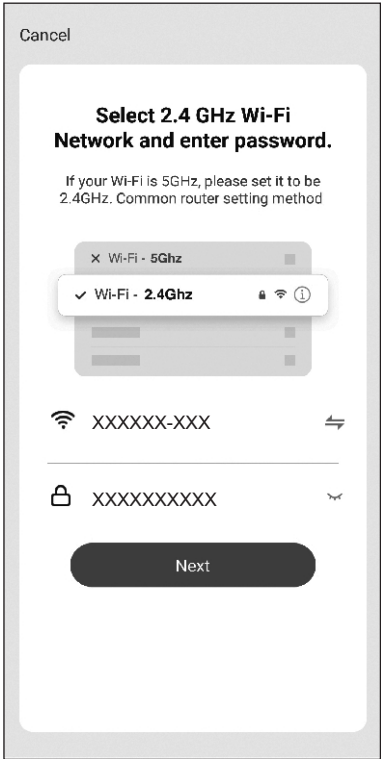 Cancel
Select 2.4 GHz Wi-Fi
Network and enter password.
If your Wi-Fi is 5GHz, please set it to be
2.4GHz. Common router setting method
Wi-Fi - 5Ghz
Wi-Fi - 2.4Ghz
XXXXXX-XXX
XXXXXXXXXX
Next